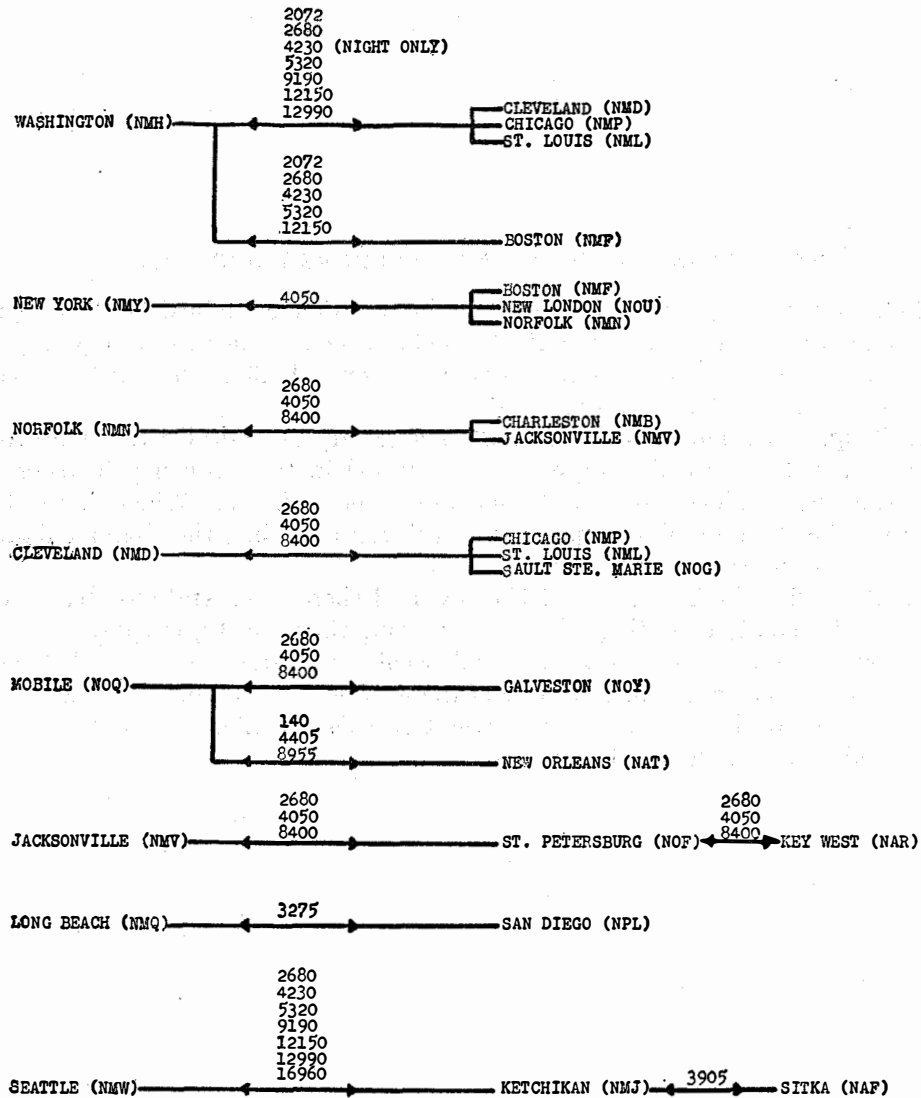 2072
2680
4230 (NIGHT ONLY)
5320
9190
12150
12990
WASHINGTON (NMH)
CLEVELAND (NMD)
CHICAGO (NMP)
ST. LOUIS (NML)
2072
2680
4230
5320
12150
BOSTON (NMF)
NEW YORK (NMY)
4050
BOSTON (NMF)
NEW LONDON (NOU)
NORFOLK (NMN)
2680
4050
8400
NORFOLK (NMN)
CHARLESTON (NMB)
JACKSONVILLE (NMV)
2680
4050
8400
CLEVELAND (NMD)
CHICAGO (NMP)
ST. LOUIS (NML)
SAULT STE. MARIE (NOG)
2680
4050
8400
MOBILE (NOQ)
GALVESTON (NOY)
140
4405
8955
NEW ORLEANS (NAT)
2680
4050
8400
JACKSONVILLE (NMV)
ST. PETERSBURG (NOF)
2680
4050
8400
KEY WEST (NAR)
LONG BEACH (NMQ)
3275
SAN DIEGO (NPL)
2680
4230
5320
9190
12150
12990
16960
SEATTLE (NMW)
KETCHIKAN (NMJ)
3905
SITKA (NAF)